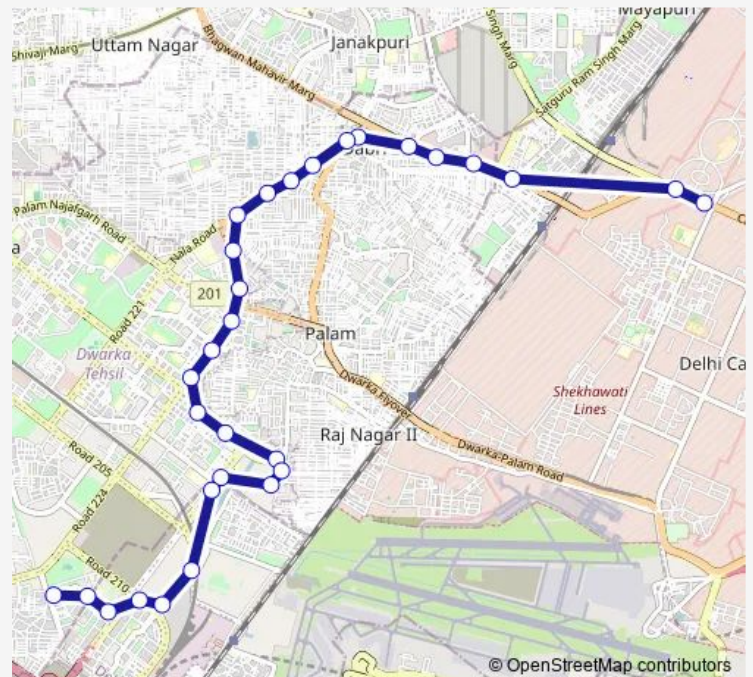 Mayapuri
Shivaji Marg
Uttam Nagar
Bhagwan Mahavir Marg
Janakpuri
Singh Marg
Satguru Ram Singh Marg
Palam Najafgarh Road
Nala Road
201
Road 221
Palam
Dwarka
Tehsil
Delhi Ca
Dwarka Flyover
Shekhawati
Lines
Raj Nagar II
Dwarka-Palam Road
Road 205
Road 224
Road 210
© OpenStreetMap contributors